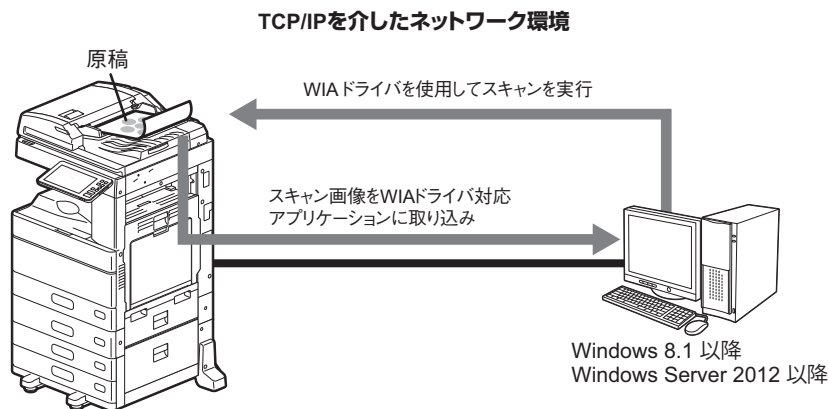 TCP/IPを介したネットワーク環境
原稿
WIAドライバを使用してスキャンを実行
スキャン画像をWIAドライバ対応
アプリケーションに取り込み
Windows 8.1 以降
Windows Server 2012 以降